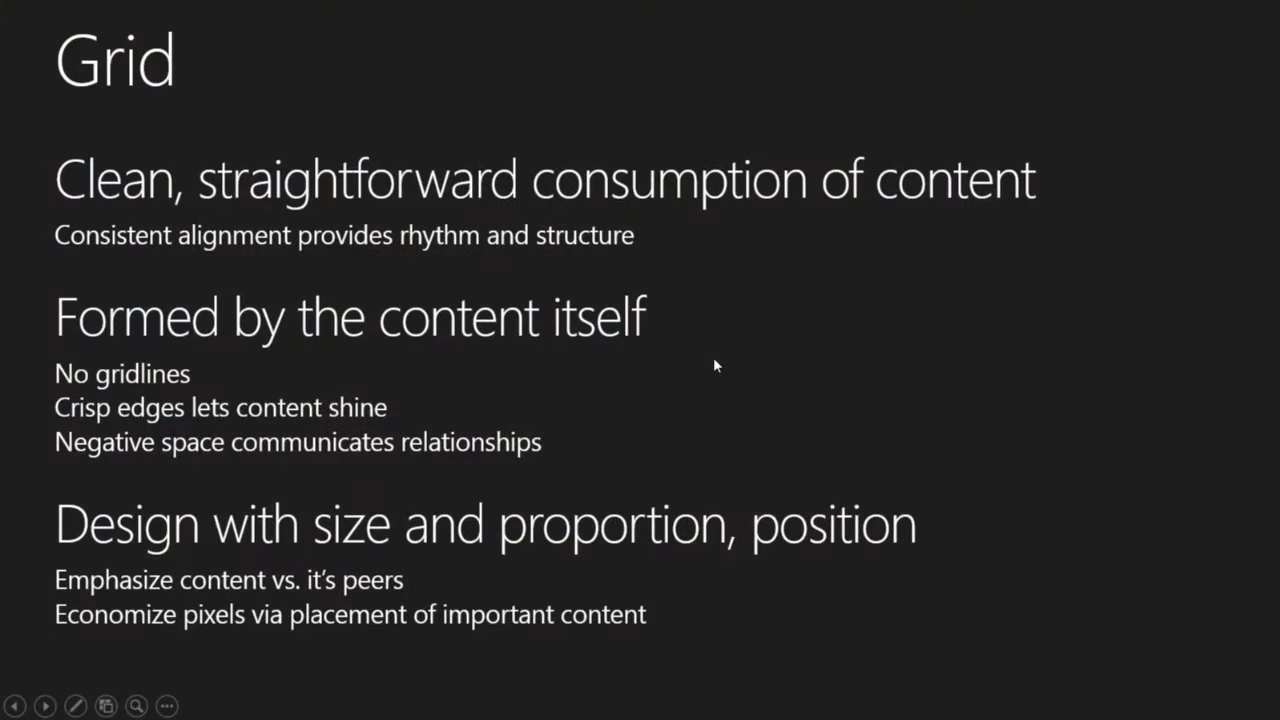 Grid
Clean, straightforward consumption of content
Consistent alignment provides rhythm and structure
Formed by the content itself
No gridlines
Crisp edges lets content shine
Negative space communicates relationships
Design with size and proportion, position
Emphasize content vs. it's peers
Economize pixels via placement of important content